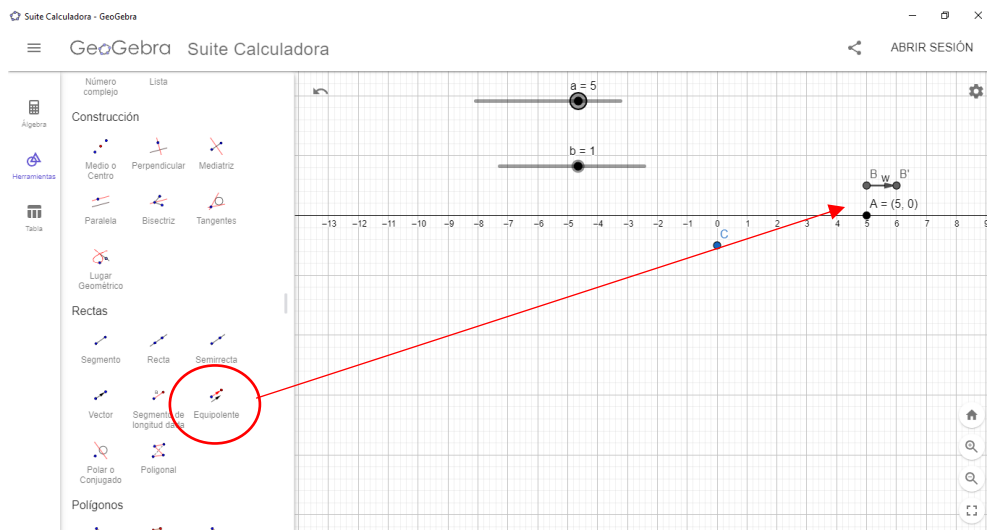 Suite Calculadora - GeoGebra
GeoGebra Suite Calculadora
ABRIR SESIÓN
Álgebra
Herramientas
Tabla
Número
complejo
Lista
Construcción
Medio o
Centro
Perpendicular
Mediatriz
Paralela
Bisectriz
Tangentes
Lugar
Geométrico
Rectas
Segmento
Recta
Semirrecta
Vector
Segmento de
longitud dada
Equipolente
Polar o
Conjugado
Poligonal
Polígonos
a = 5
b = 1
B w B'
A = (5, 0)
−13 −12 −11 −10 −9 −8 −7 −6 −5 −4 −3 −2 −1 0 1 2 3 4 5 6 7 8 9
C